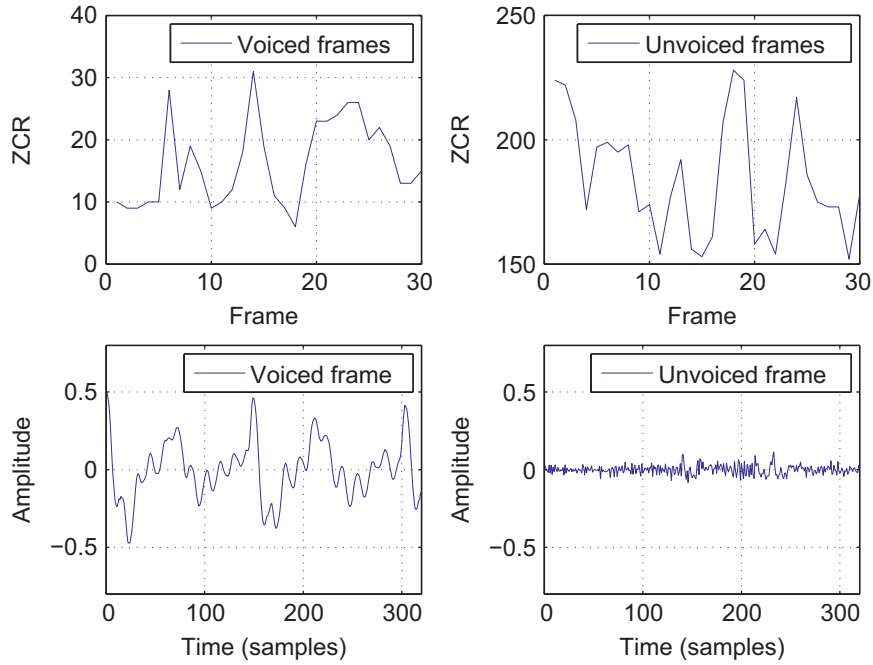 40
30
20
10
0
ZCR
Voiced frames
0
10
20
30
Frame
250
200
150
ZCR
Unvoiced frames
0
10
20
30
Frame
0.5
0
−0.5
Amplitude
Voiced frame
0
100
200
300
Time (samples)
0.5
0
−0.5
Amplitude
Unvoiced frame
0
100
200
300
Time (samples)